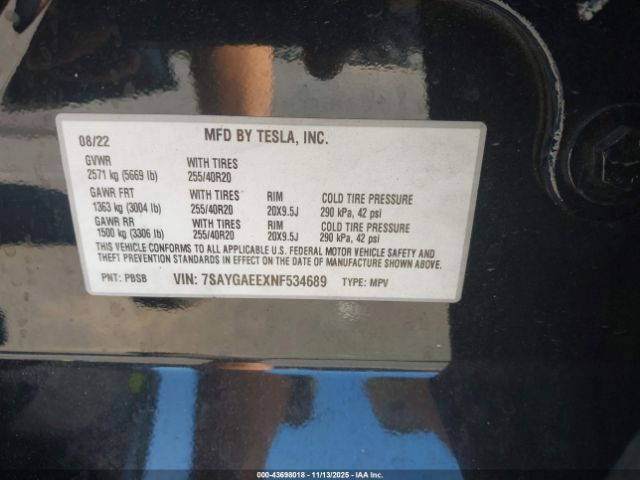 08/22 MFD BY TESLA, INC.
GVWR WITH TIRES
2571 kg (5669 lb) 255/40R20
GAWR FRT WITH TIRES RIM COLD TIRE PRESSURE
1363 kg (3004 lb) 255/40R20 20X9.5J 290 kPa, 42 psi
GAWR RR WITH TIRES RIM COLD TIRE PRESSURE
1500 kg (3306 lb) 255/40R20 20X9.5J 290 kPa, 42 psi
THIS VEHICLE CONFORMS TO ALL APPLICABLE U.S. FEDERAL MOTOR VEHICLE SAFETY AND
THEFT PREVENTION STANDARDS IN EFFECT ON THE DATE OF MANUFACTURE SHOWN ABOVE.
PNT: PBSB VIN: 7SAYGAEEXNF534689 TYPE: MPV
00-43698018 - 11/13/2025 - IAA Inc.